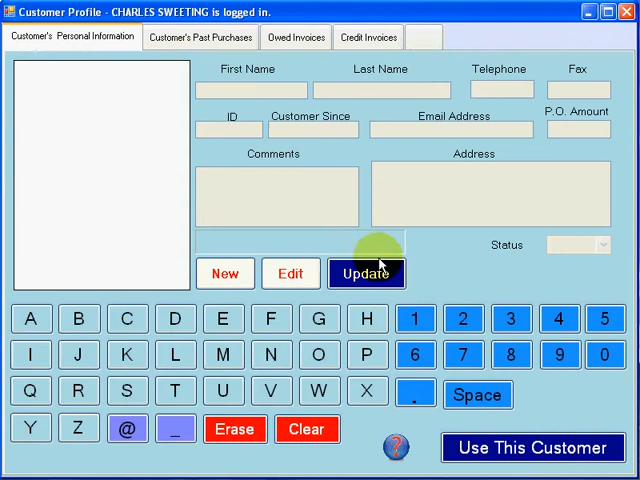 Customer Profile - CHARLES SWEETING is logged in.
Customer's Personal Information
Customer's Past Purchases
Owed Invoices
Credit Invoices
First Name
Last Name
Telephone
Fax
ID
Customer Since
Email Address
P.O. Amount
Comments
Address
Status
New
Edit
Update
A B C D E F G H 1 2 3 4 5
I J K L M N O P 6 7 8 9 0
Q R S T U V W X . Space
Y Z @ _ Erase Clear
? Use This Customer